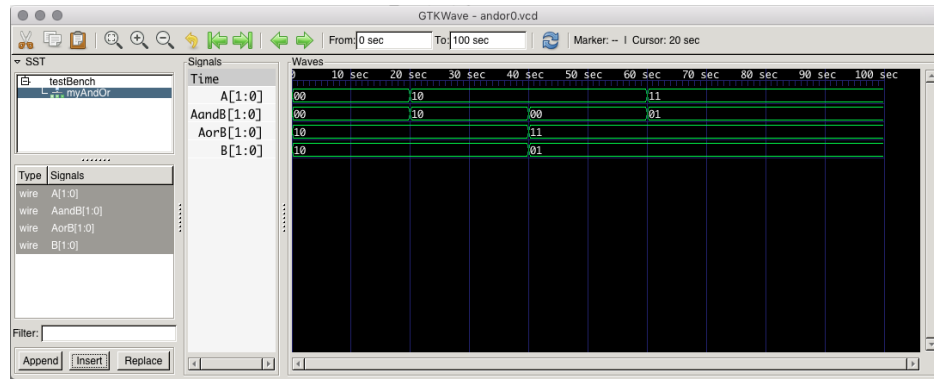 GTKWave - andor0.vcd
From: 0 sec To: 100 sec Marker: -- | Cursor: 20 sec
SST
testBench
myAndOr
Type Signals
wire A[1:0]
wire AandB[1:0]
wire AorB[1:0]
wire B[1:0]
Filter:
Append Insert Replace
Signals
Time
A[1:0]
AandB[1:0]
AorB[1:0]
B[1:0]
Waves
0 10 sec 20 sec 30 sec 40 sec 50 sec 60 sec 70 sec 80 sec 90 sec 100 sec
00 10 11
00 10 00 01
10 11
10 01